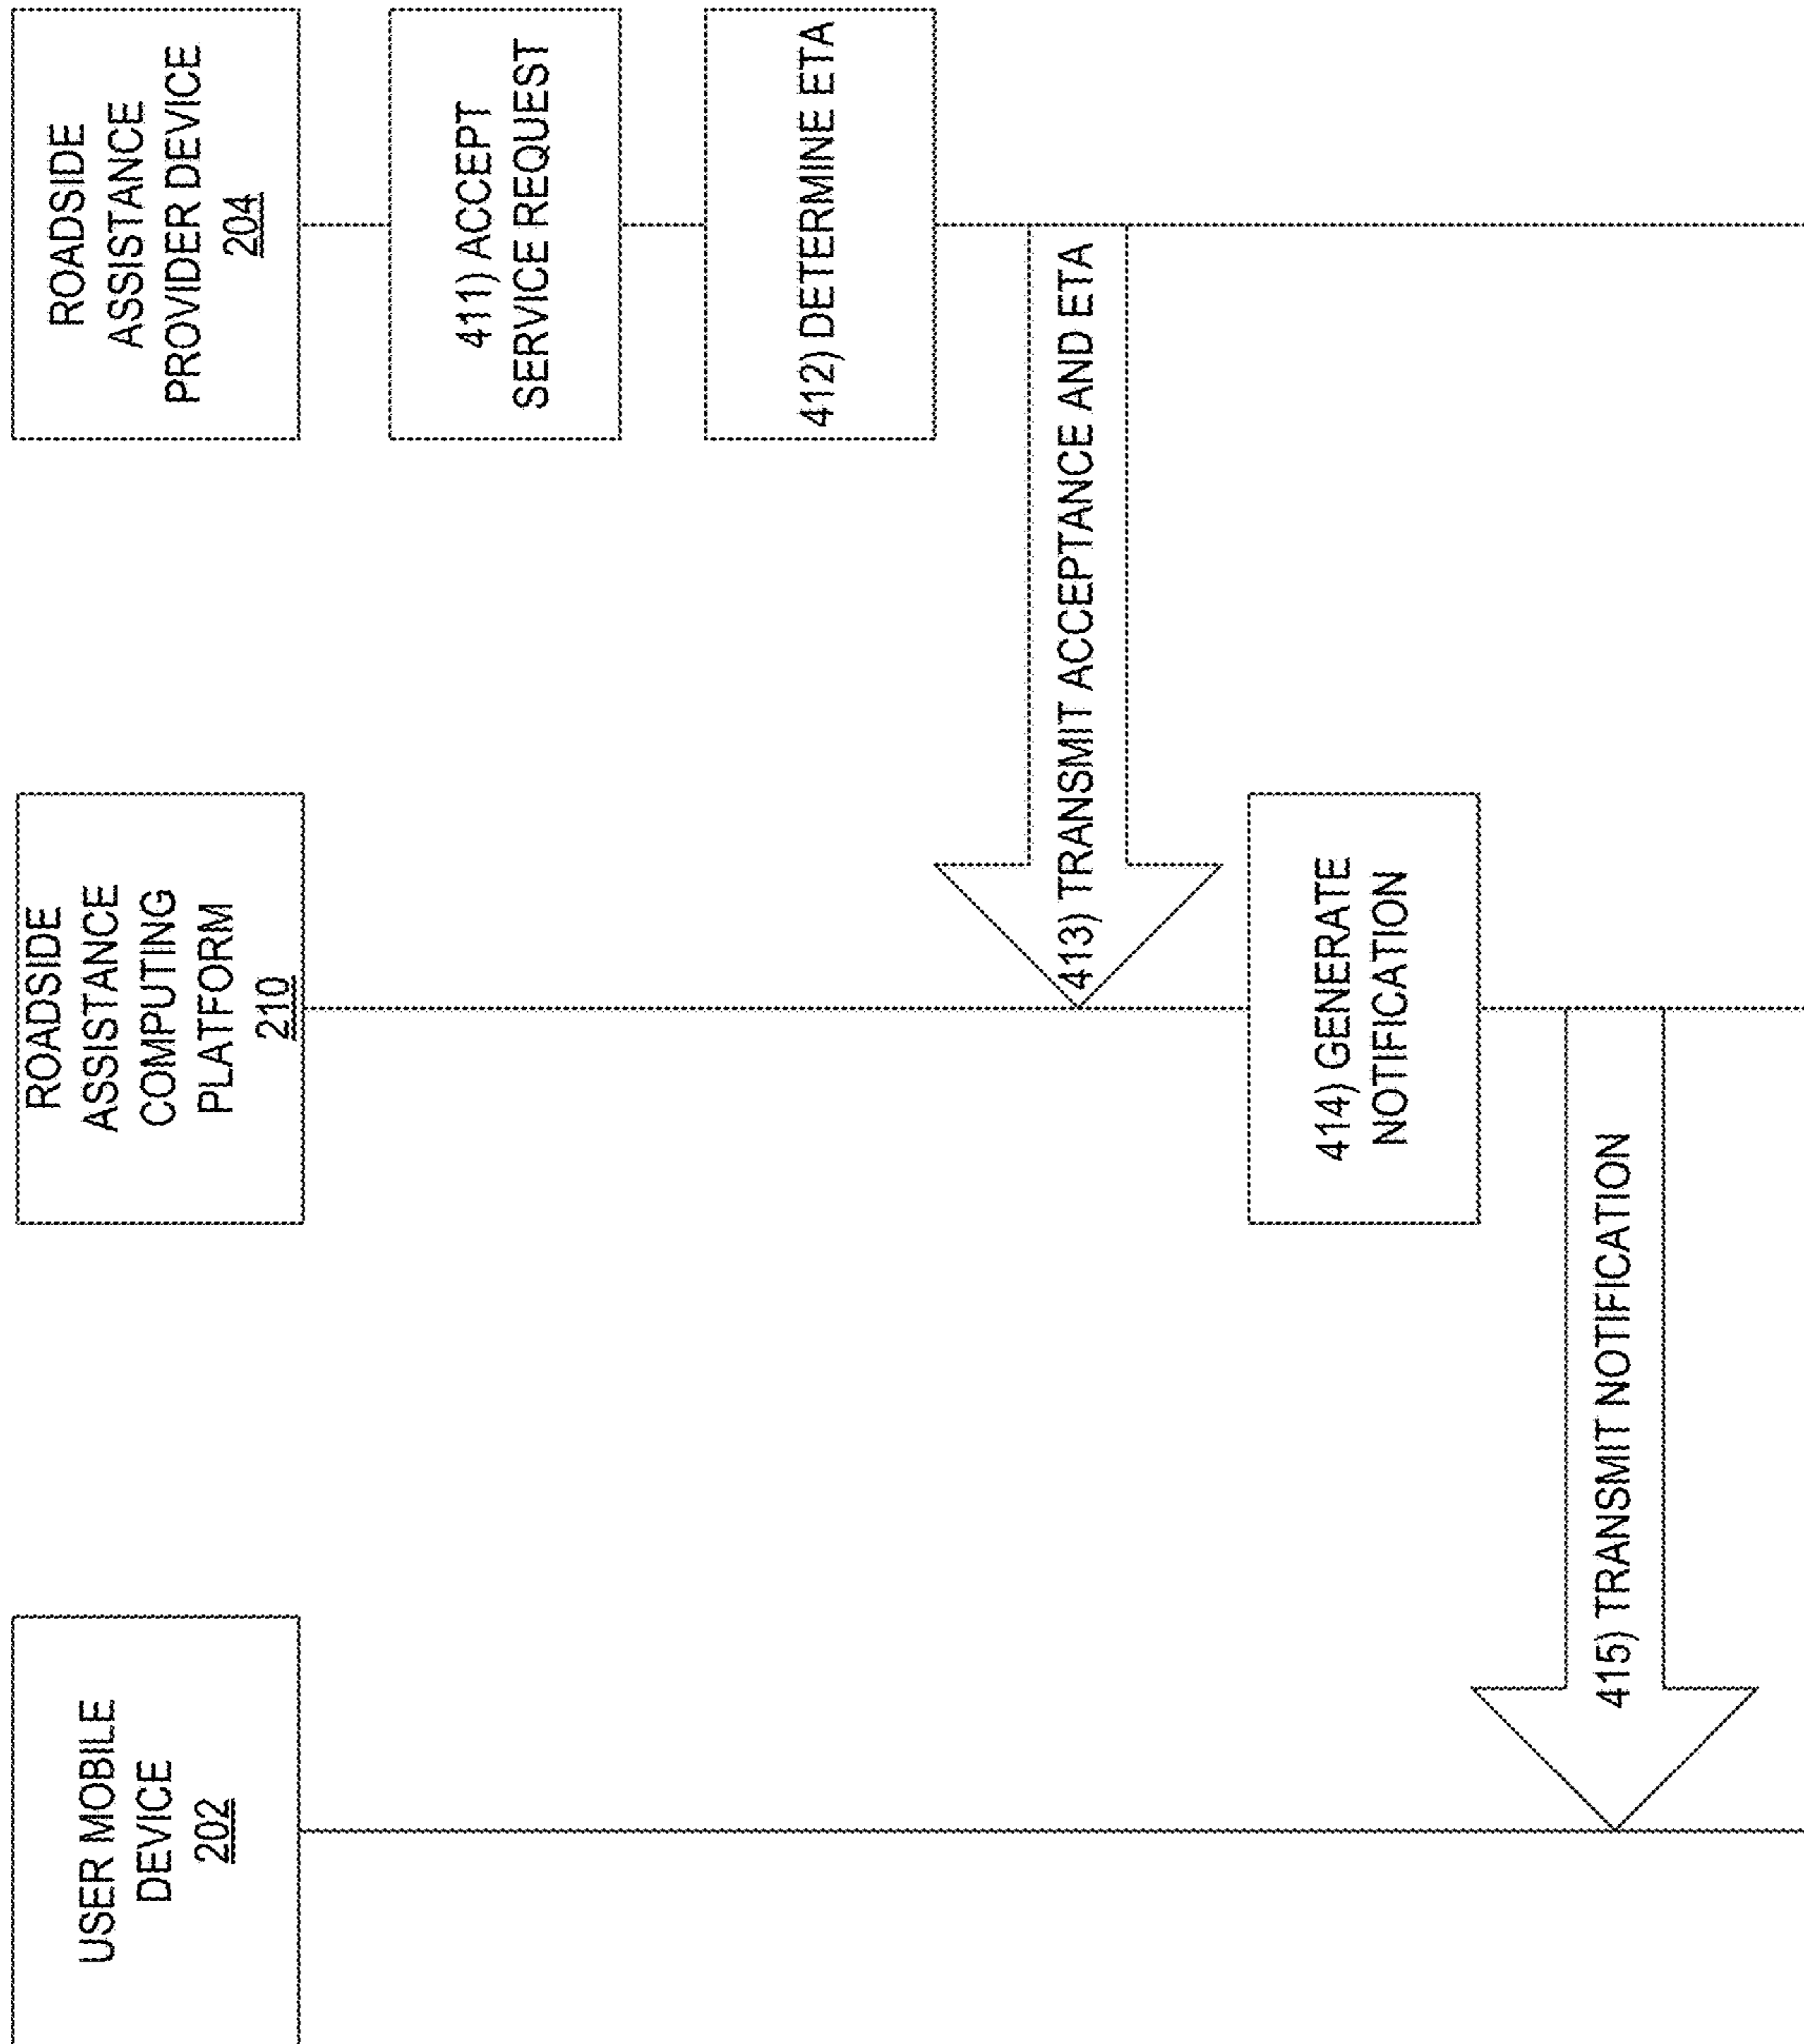 USER MOBILE
DEVICE
202
ROADSIDE
ASSISTANCE
COMPUTING
PLATFORM
210
ROADSIDE
ASSISTANCE
PROVIDER DEVICE
204
411) ACCEPT
SERVICE REQUEST
412) DETERMINE ETA
413) TRANSMIT ACCEPTANCE AND ETA
414) GENERATE
NOTIFICATION
415) TRANSMIT NOTIFICATION